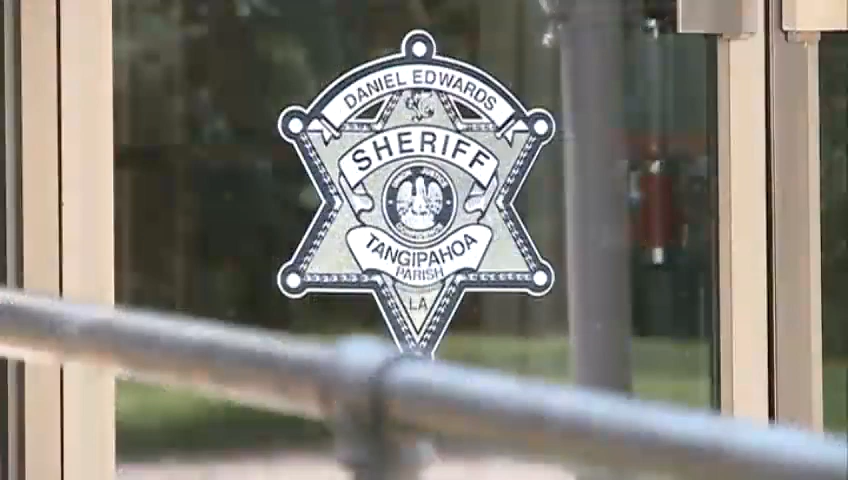 DANIEL EDWARDS
SHERIFF
TANGIPAHOA
PARISH
LA